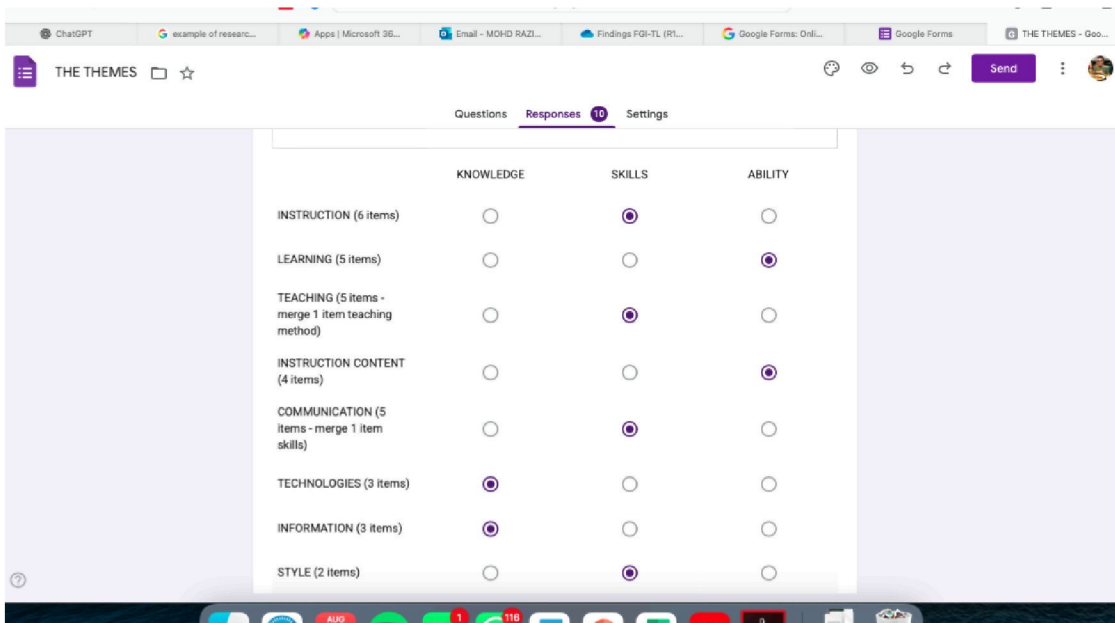 ChatGPT
example of researc...
Apps | Microsoft 36...
Email - MOHD RAZI...
Findings FGI-TL (R1...
Google Forms: Onli...
Google Forms
THE THEMES - Goo...
THE THEMES
Send
Questions Responses 10 Settings
KNOWLEDGE SKILLS ABILITY
INSTRUCTION (6 items)
LEARNING (5 items)
TEACHING (5 items -
merge 1 item teaching
method)
INSTRUCTION CONTENT
(4 items)
COMMUNICATION (5
items - merge 1 item
skills)
TECHNOLOGIES (3 items)
INFORMATION (3 items)
STYLE (2 items)
AUG
1
116